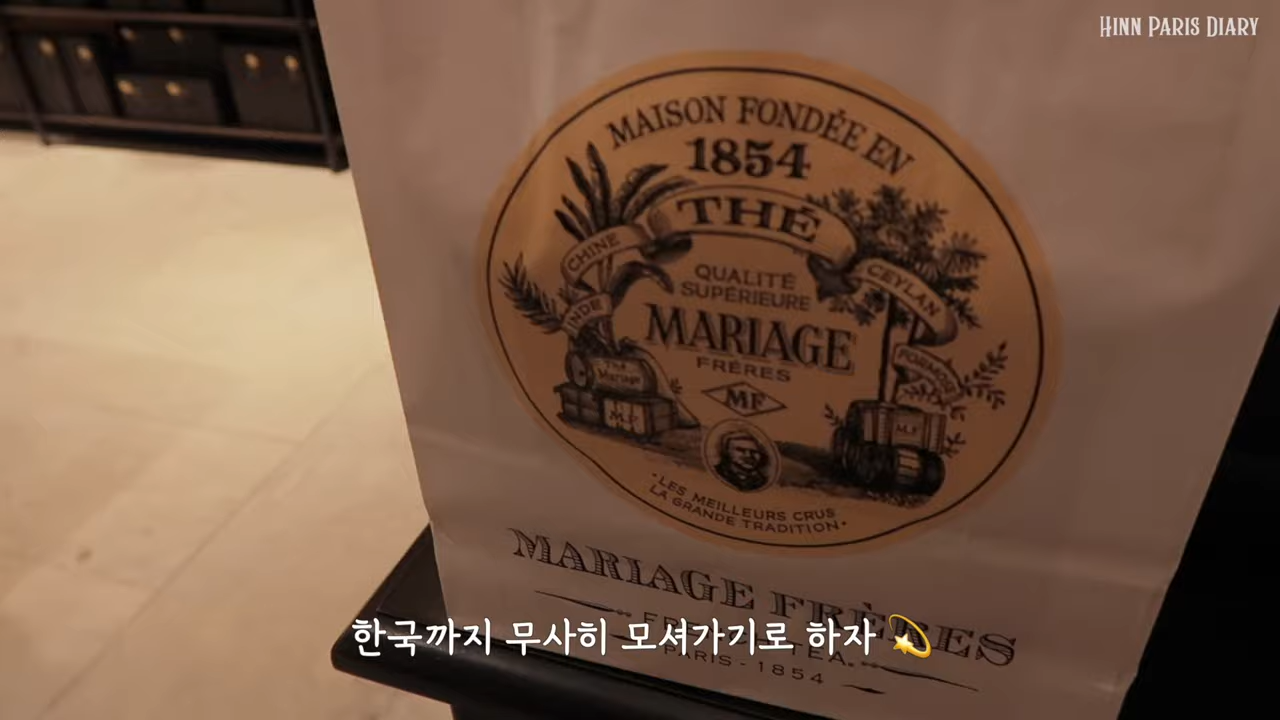 HINN PARIS DIARY
MAISON FONDÉE EN
1854
THÉ
CHINE
CEYLAN
INDE
QUALITÉ
SUPÉRIEURE
MARIAGE
FRÈRES
FORMOSE
MF
M.F
M.F
• LES MEILLEURS CRUS
LA GRANDE TRADITION •
MARIAGE FRÈRES
한국까지 무사히 모셔가기로 하자 💫
PARIS - 1854